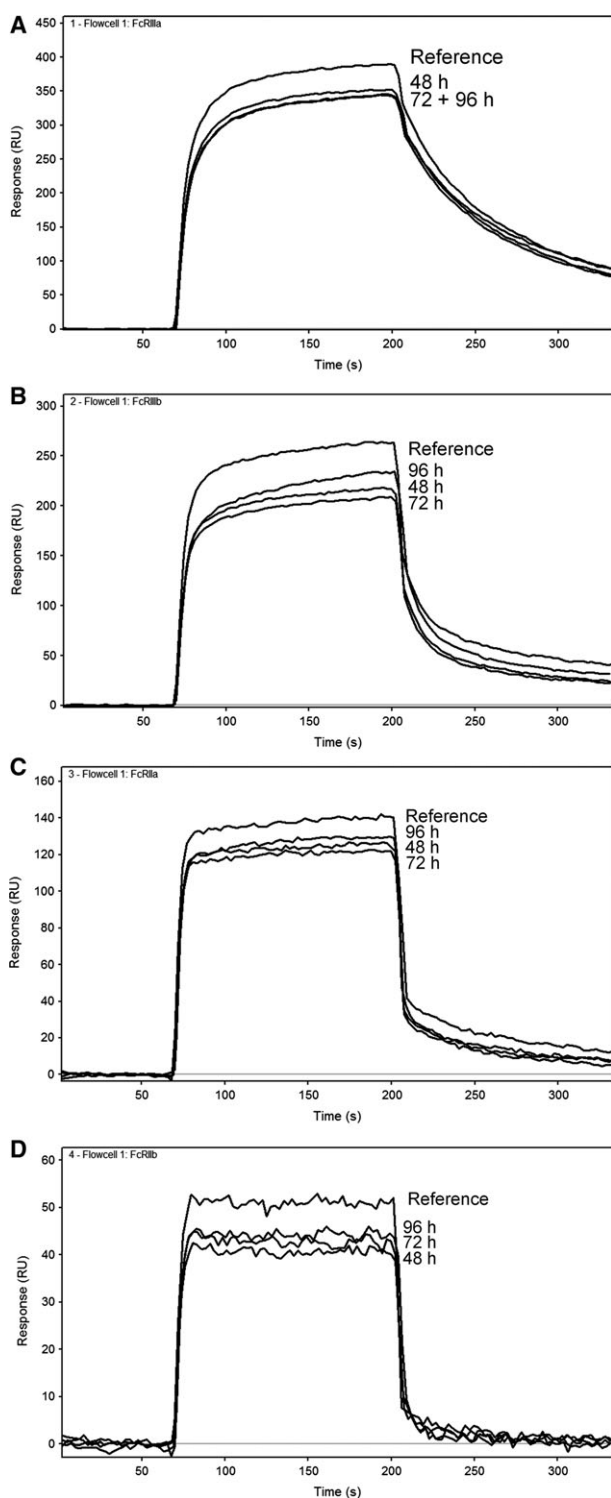 A
1 - Flowcell 1: FcRIIIa
450
400
350
300
250
200
150
100
50
0
Response (RU)
Reference
48 h
72 + 96 h
50 100 150 200 250 300
Time (s)
B
2 - Flowcell 1: FcRIIIb
300
250
200
150
100
50
0
Response (RU)
Reference
96 h
48 h
72 h
50 100 150 200 250 300
Time (s)
C
3 - Flowcell 1: FcRIIa
160
140
120
100
80
60
40
20
0
Response (RU)
Reference
96 h
48 h
72 h
50 100 150 200 250 300
Time (s)
D
4 - Flowcell 1: FcRIIb
60
50
40
30
20
10
0
Response (RU)
Reference
96 h
72 h
48 h
50 100 150 200 250 300
Time (s)